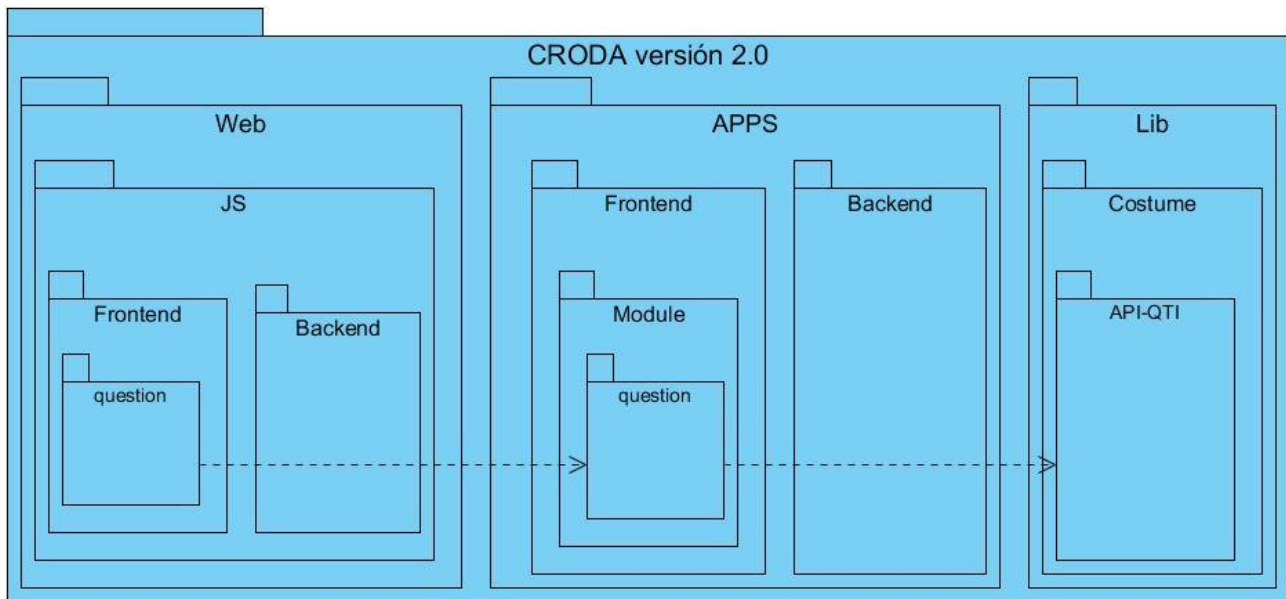 CRODA versión 2.0
Web
APPS
Lib
JS
Frontend
Backend
Costume
Frontend
Backend
Module
API-QTI
question
question